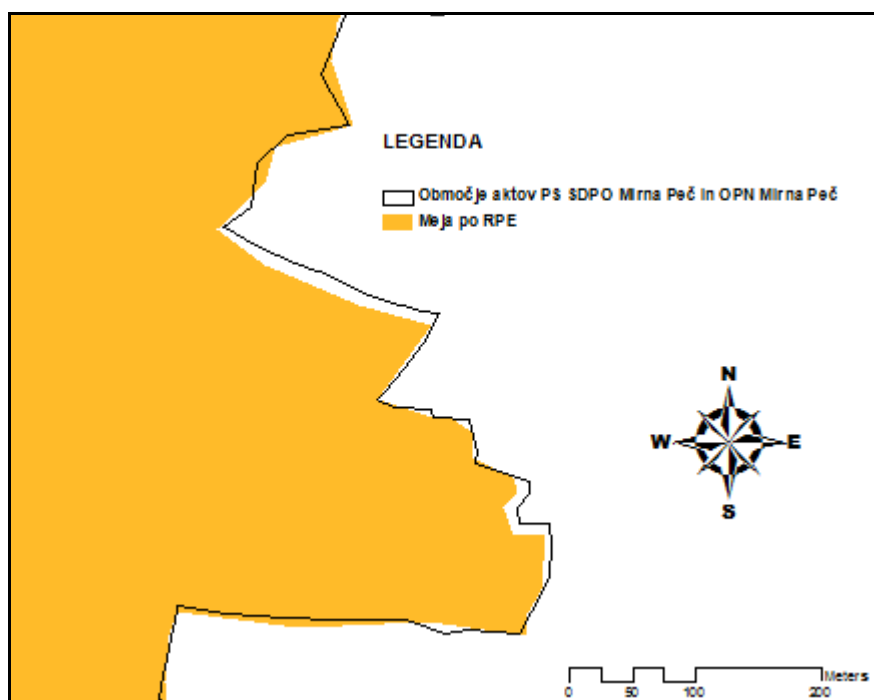 LEGENDA
Območje aktov PS SDPO Mirna Peč in OPN Mirna Peč
Meja po RPE
N
W E
S
Meters
0 50 100 200